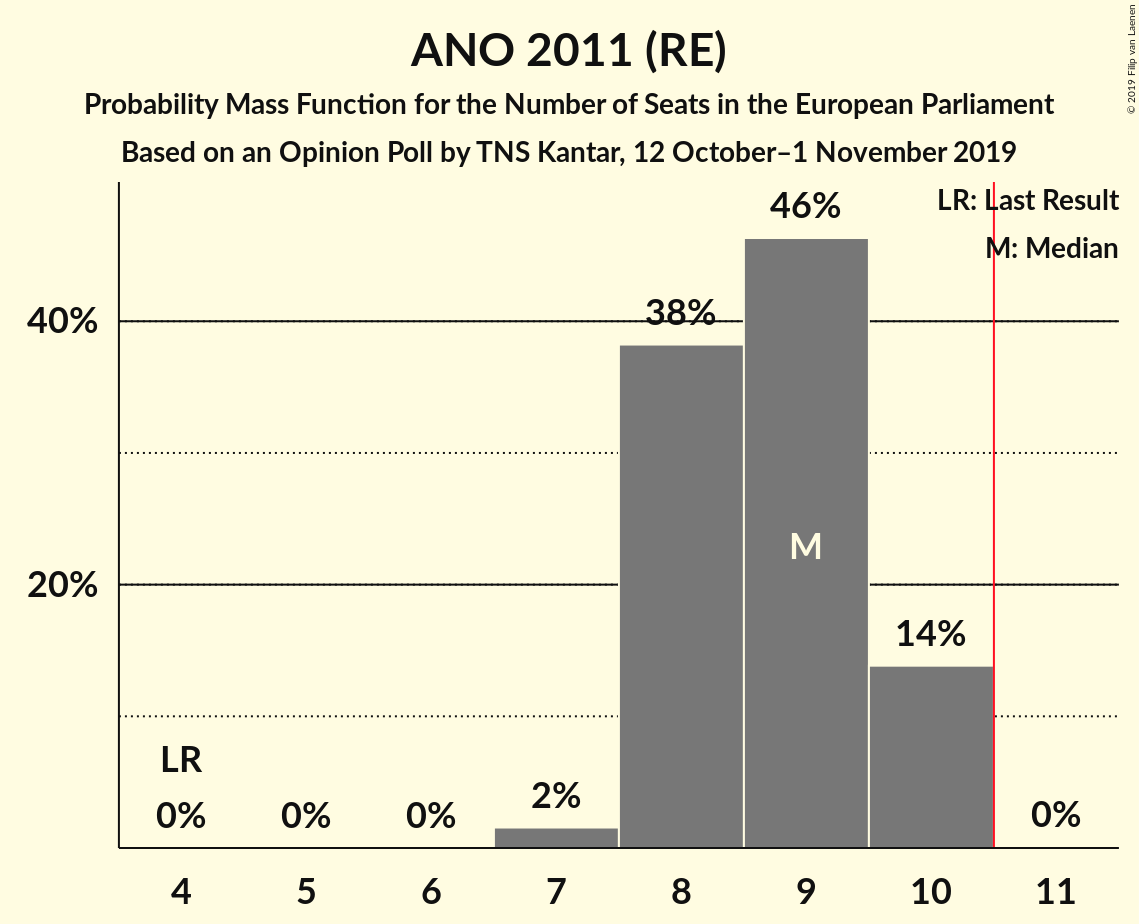 ANO 2011 (RE)
Probability Mass Function for the Number of Seats in the European Parliament
Based on an Opinion Poll by TNS Kantar, 12 October–1 November 2019
© 2019 Filip van Laenen
LR: Last Result
M: Median
46%
38%
40%
M
20%
14%
LR
2%
0%
0%
0%
0%
4
5
6
7
8
9
10
11